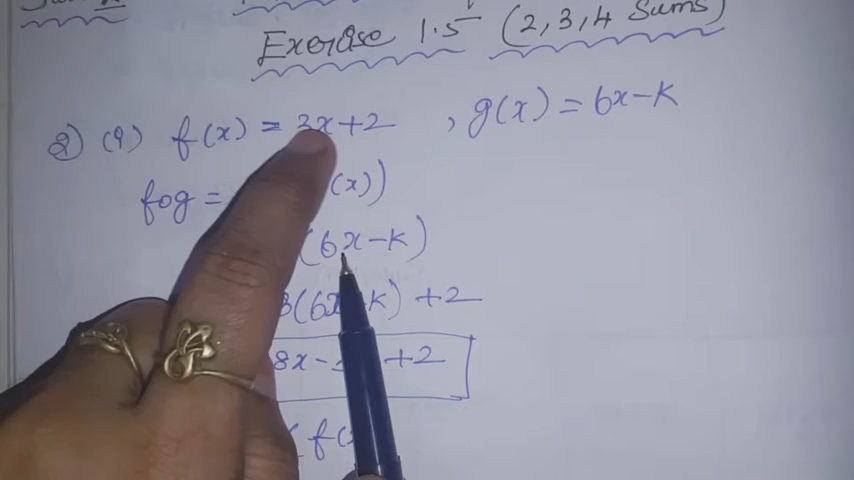 Exercise 1.5 (2,3,4 Sums)
2) (i) f(x) = 3x+2 , g(x) = 6x-k
fog = (x))
(6x-k)
3(6x-k) +2
8x- +2
f(